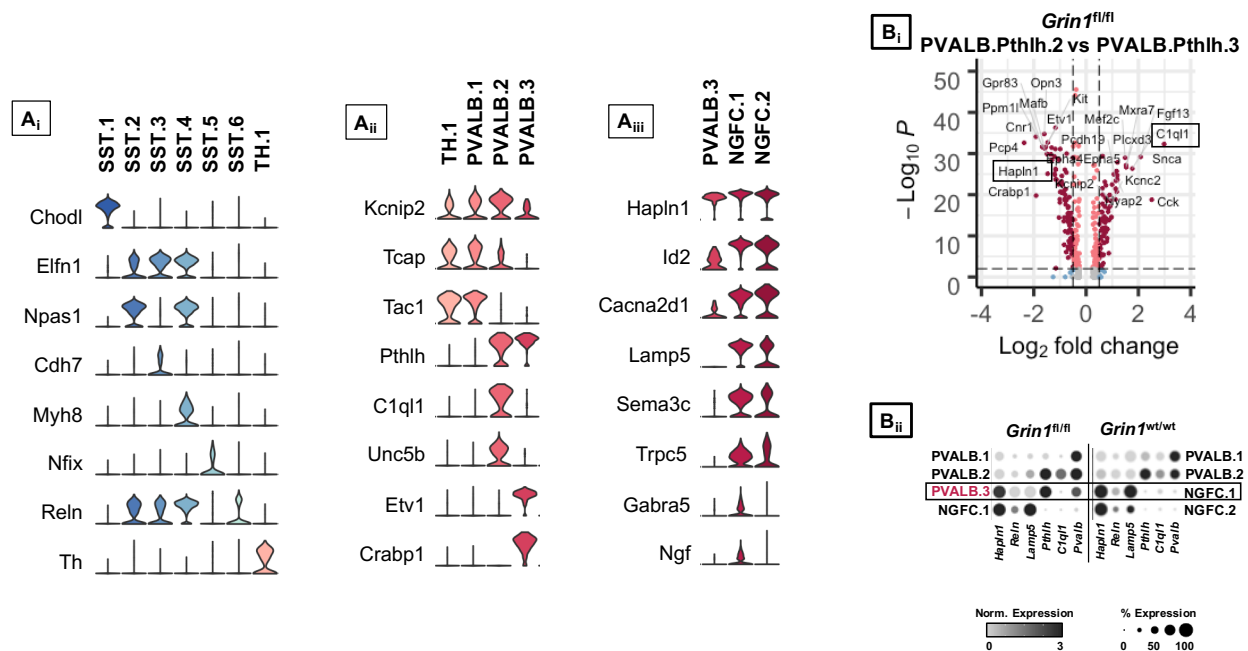 Ai
SST.1 SST.2 SST.3 SST.4 SST.5 SST.6 TH.1
Chodl
Elfn1
Npas1
Cdh7
Myh8
Nfix
Reln
Th
Aii
TH.1 PVALB.1 PVALB.2 PVALB.3
Kcnip2
Tcap
Tac1
Pthlh
C1ql1
Unc5b
Etv1
Crabp1
Aiii
PVALB.3 NGFC.1 NGFC.2
Hapln1
Id2
Cacna2d1
Lamp5
Sema3c
Trpc5
Gabra5
Ngf
Bi
Grin1fl/fl
PVALB.Pthlh.2 vs PVALB.Pthlh.3
− Log10 P
50
40
30
20
10
0
Gpr83 Opn3
Ppm1l Mafb Kit Mxra7 Fgf13
Cnr1 Etv1 Mef2c C1ql1
Pcp4 Pcdh19 Plcxd3
Hapln1 Epha4 Epha5 Snca
Crabp1 Kcnip2 Kcnc2
Cck
-4 -2 0 2 4
Log2 fold change
Bii
Grin1fl/fl Grin1wt/wt
PVALB.1 PVALB.1
PVALB.2 PVALB.2
PVALB.3 NGFC.1
NGFC.1 NGFC.2
Hapln1 Reln Lamp5 Pthlh C1ql1 Pvalb Hapln1 Reln Lamp5 Pthlh C1ql1 Pvalb
Norm. Expression % Expression
0 3 0 50 100